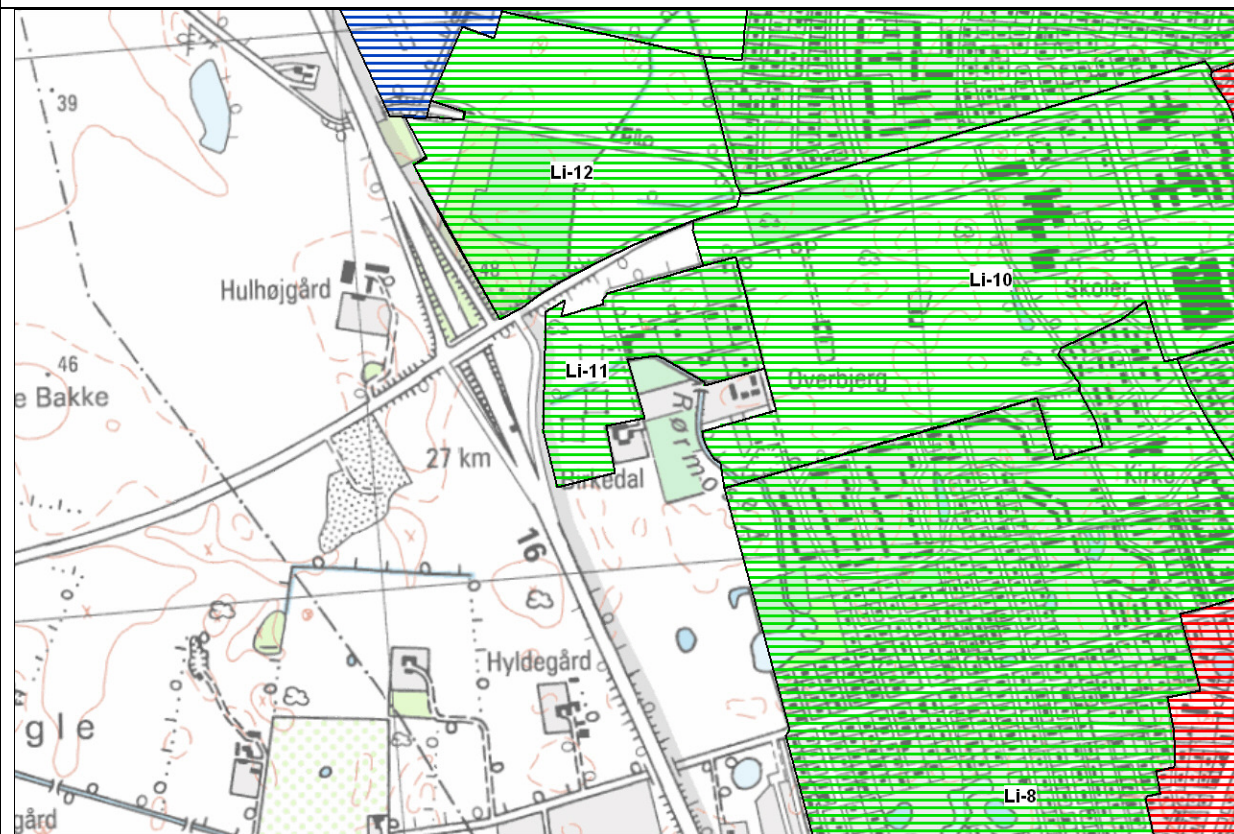 39
Li-12
48
Li-10
Hulhøjgård
Skoler
46
e Bakke
Li-11
Overbjerg
Rørmo
27 km
Birkedal
Kirke
16
Hyldegård
gle
Li-8
gård